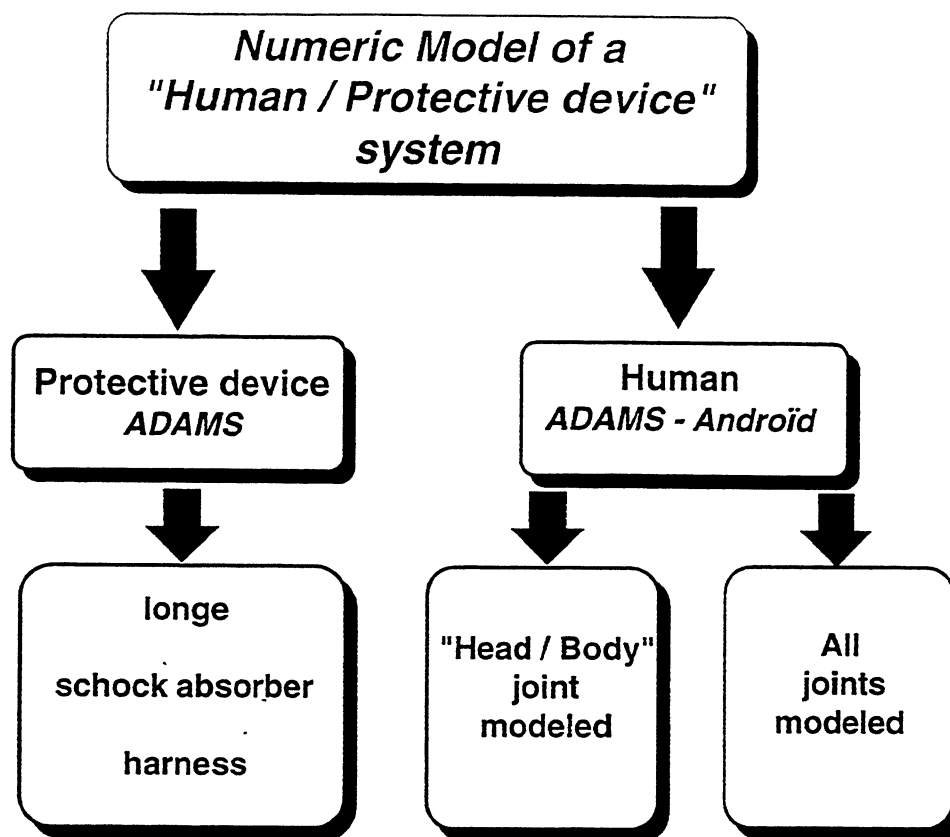 Numeric Model of a
"Human / Protective device"
system
Protective device
ADAMS
Human
ADAMS - Androïd
longe
schock absorber
harness
"Head / Body"
joint
modeled
All
joints
modeled